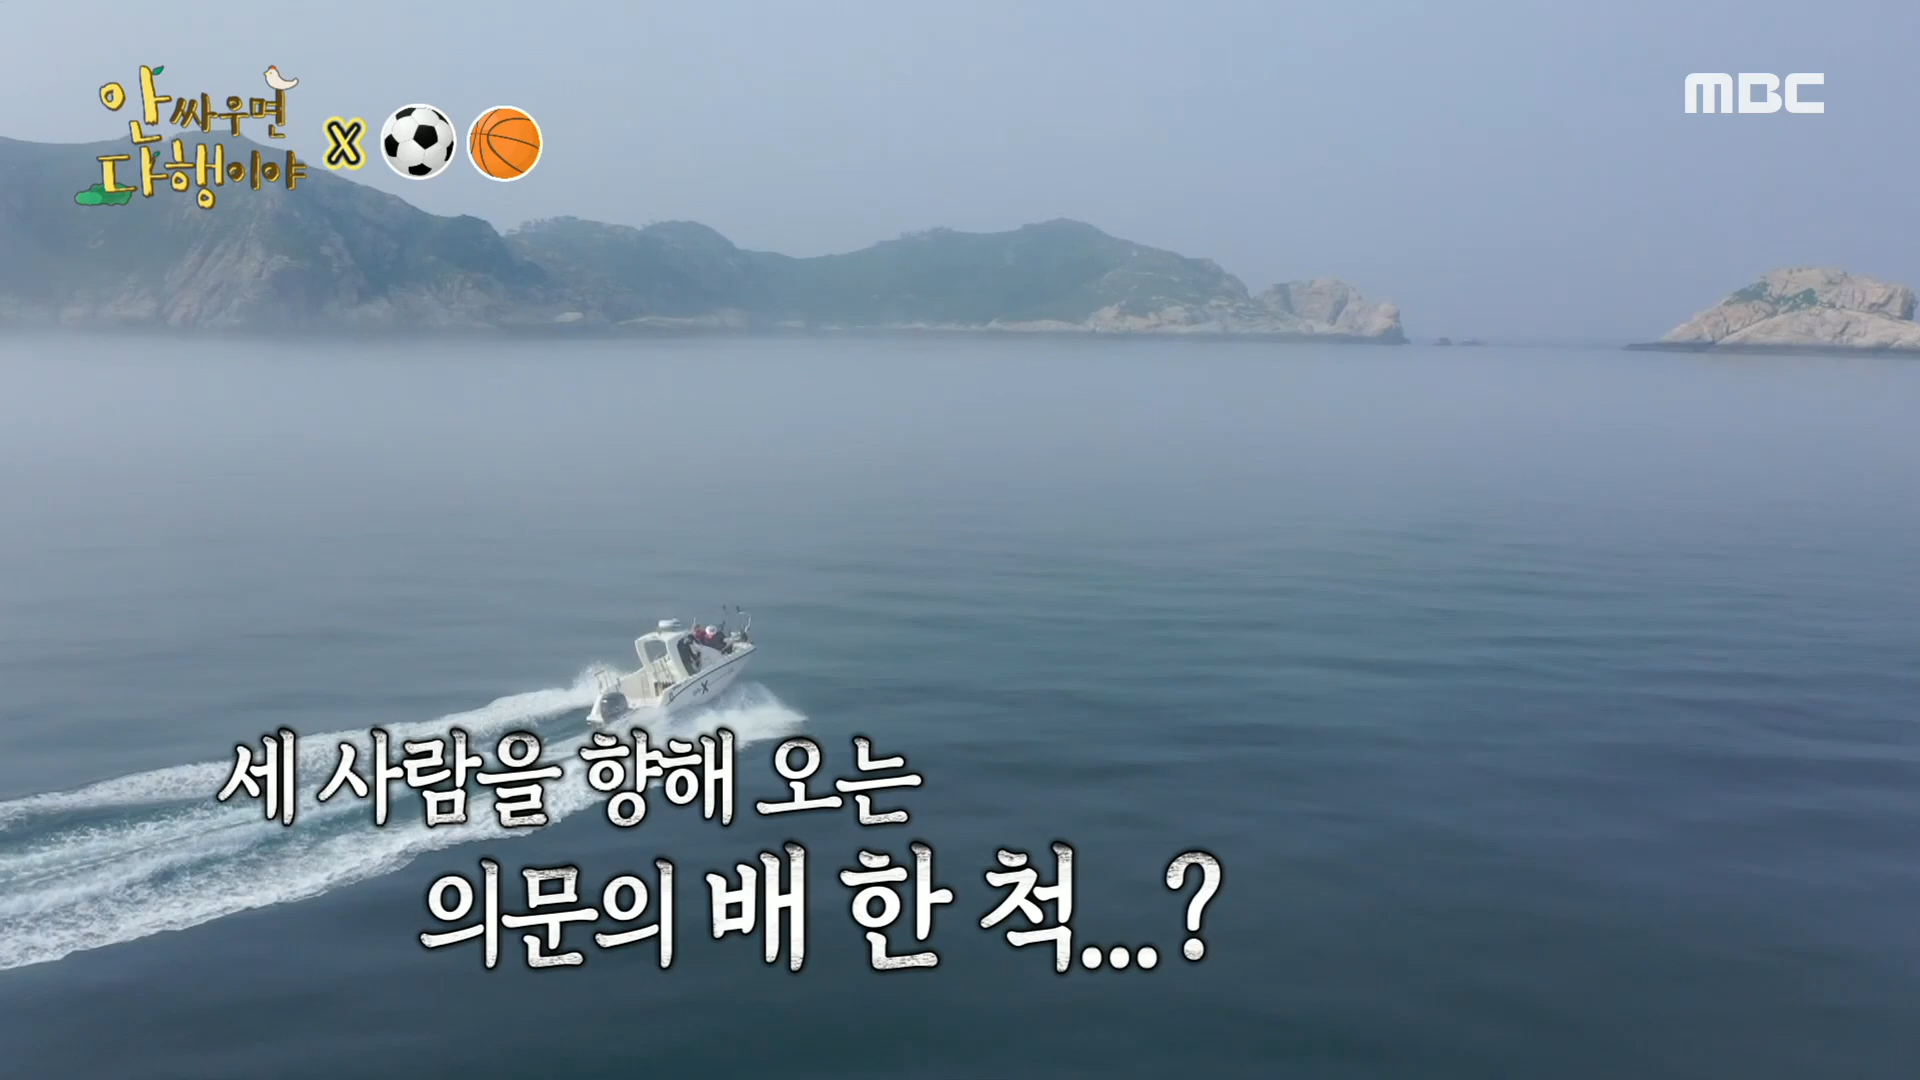 안싸우면
다행이야
X
MBC
세 사람을 향해 오는
의문의 배 한 척...?